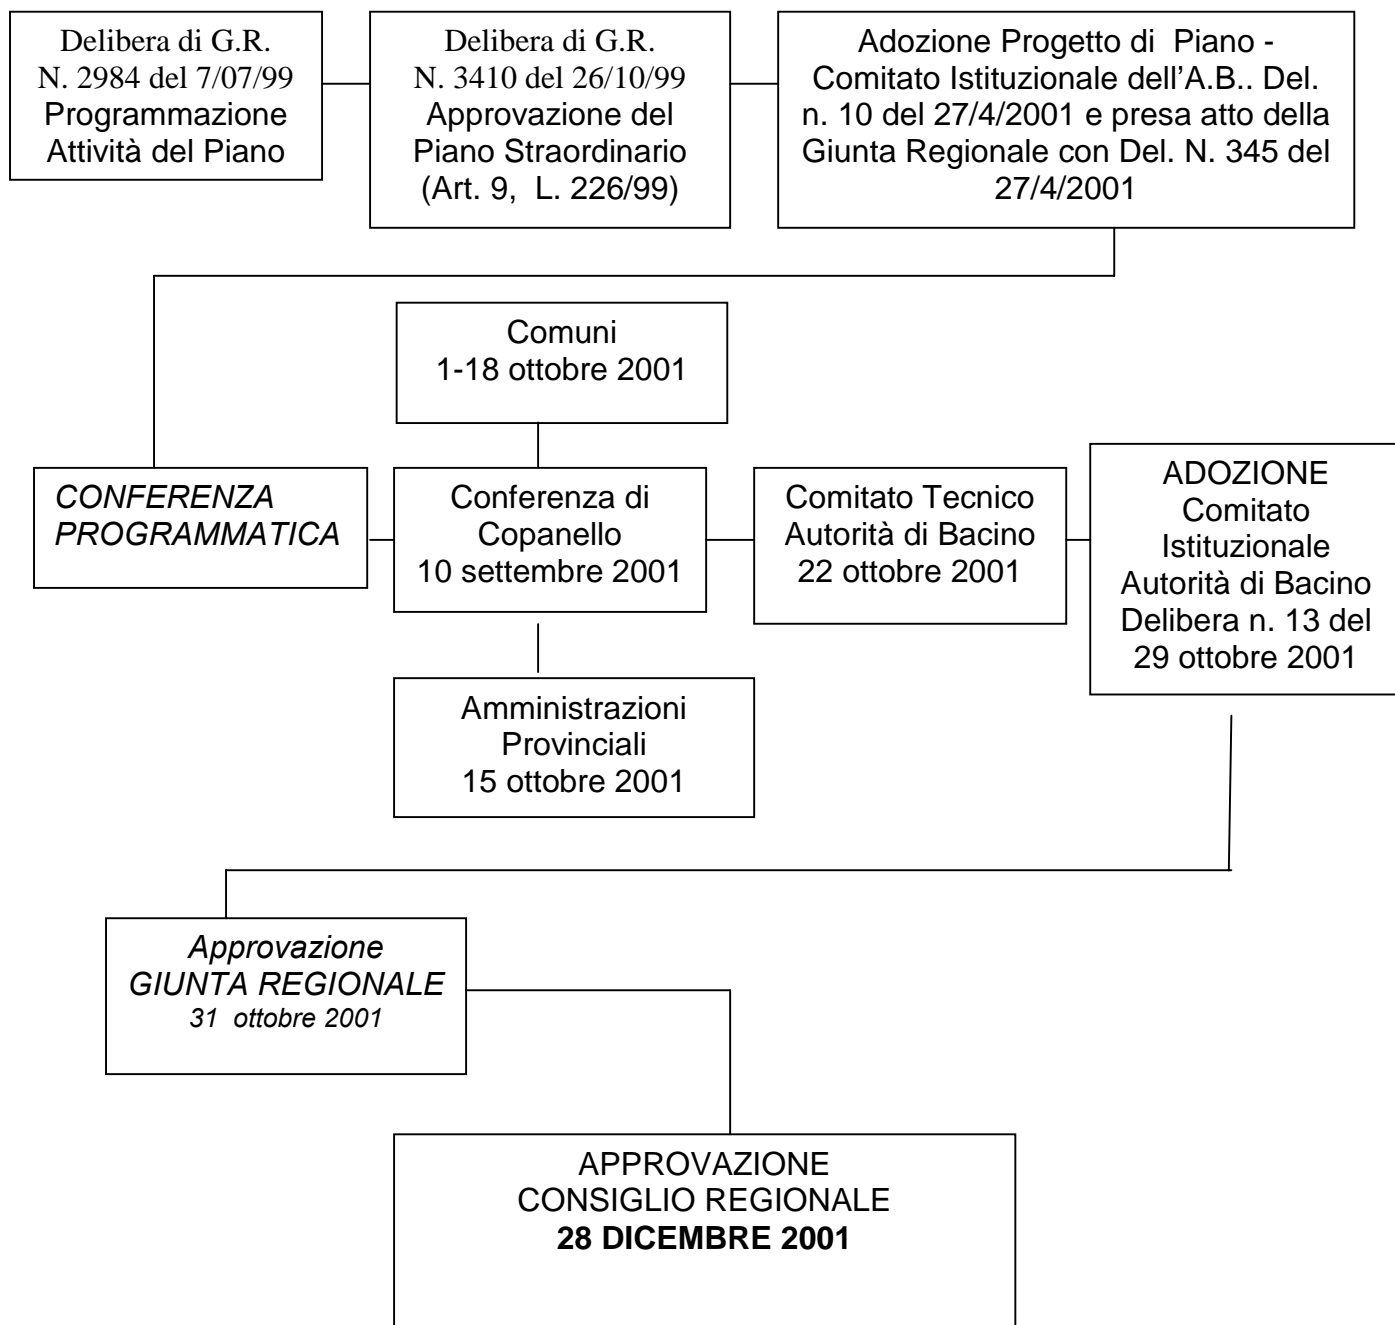 Delibera di G.R.
N. 2984 del 7/07/99
Programmazione
Attività del Piano
Delibera di G.R.
N. 3410 del 26/10/99
Approvazione del
Piano Straordinario
(Art. 9, L. 226/99)
Adozione Progetto di Piano -
Comitato Istituzionale dell'A.B.. Del.
n. 10 del 27/4/2001 e presa atto della
Giunta Regionale con Del. N. 345 del
27/4/2001
Comuni
1-18 ottobre 2001
CONFERENZA
PROGRAMMATICA
Conferenza di
Copanello
10 settembre 2001
Comitato Tecnico
Autorità di Bacino
22 ottobre 2001
ADOZIONE
Comitato
Istituzionale
Autorità di Bacino
Delibera n. 13 del
29 ottobre 2001
Amministrazioni
Provinciali
15 ottobre 2001
Approvazione
GIUNTA REGIONALE
31 ottobre 2001
APPROVAZIONE
CONSIGLIO REGIONALE
28 DICEMBRE 2001